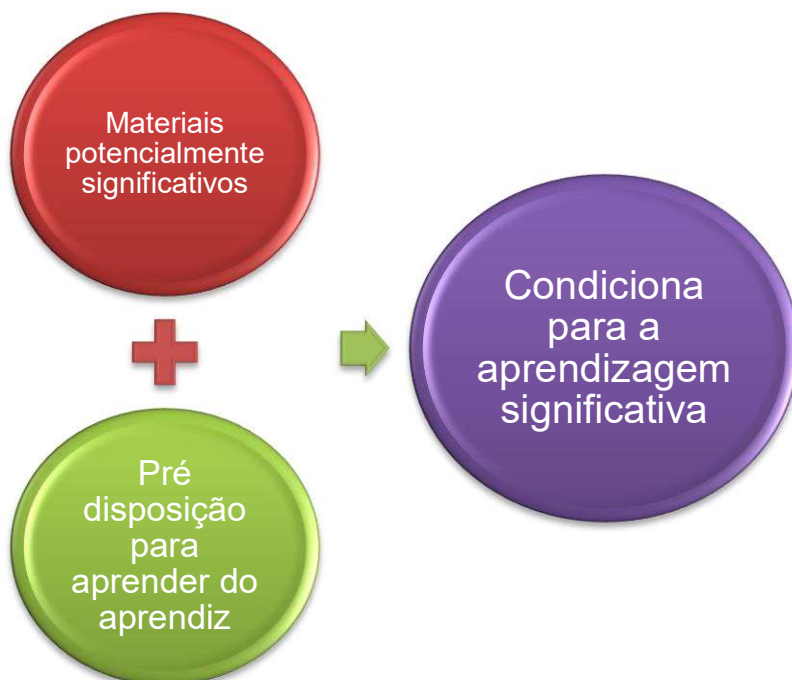 Materiais
potencialmente
significativos
Pré
disposição
para
aprender do
aprendiz
Condiciona
para a
aprendizagem
significativa